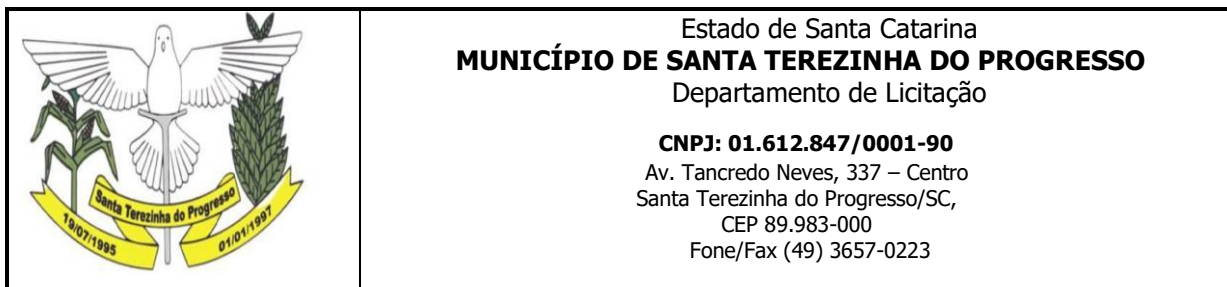 Santa Terezinha do Progresso
19/07/1995
01/01/1997
Estado de Santa Catarina
MUNICÍPIO DE SANTA TEREZINHA DO PROGRESSO
Departamento de Licitação
CNPJ: 01.612.847/0001-90
Av. Tancredo Neves, 337 – Centro
Santa Terezinha do Progresso/SC,
CEP 89.983-000
Fone/Fax (49) 3657-0223